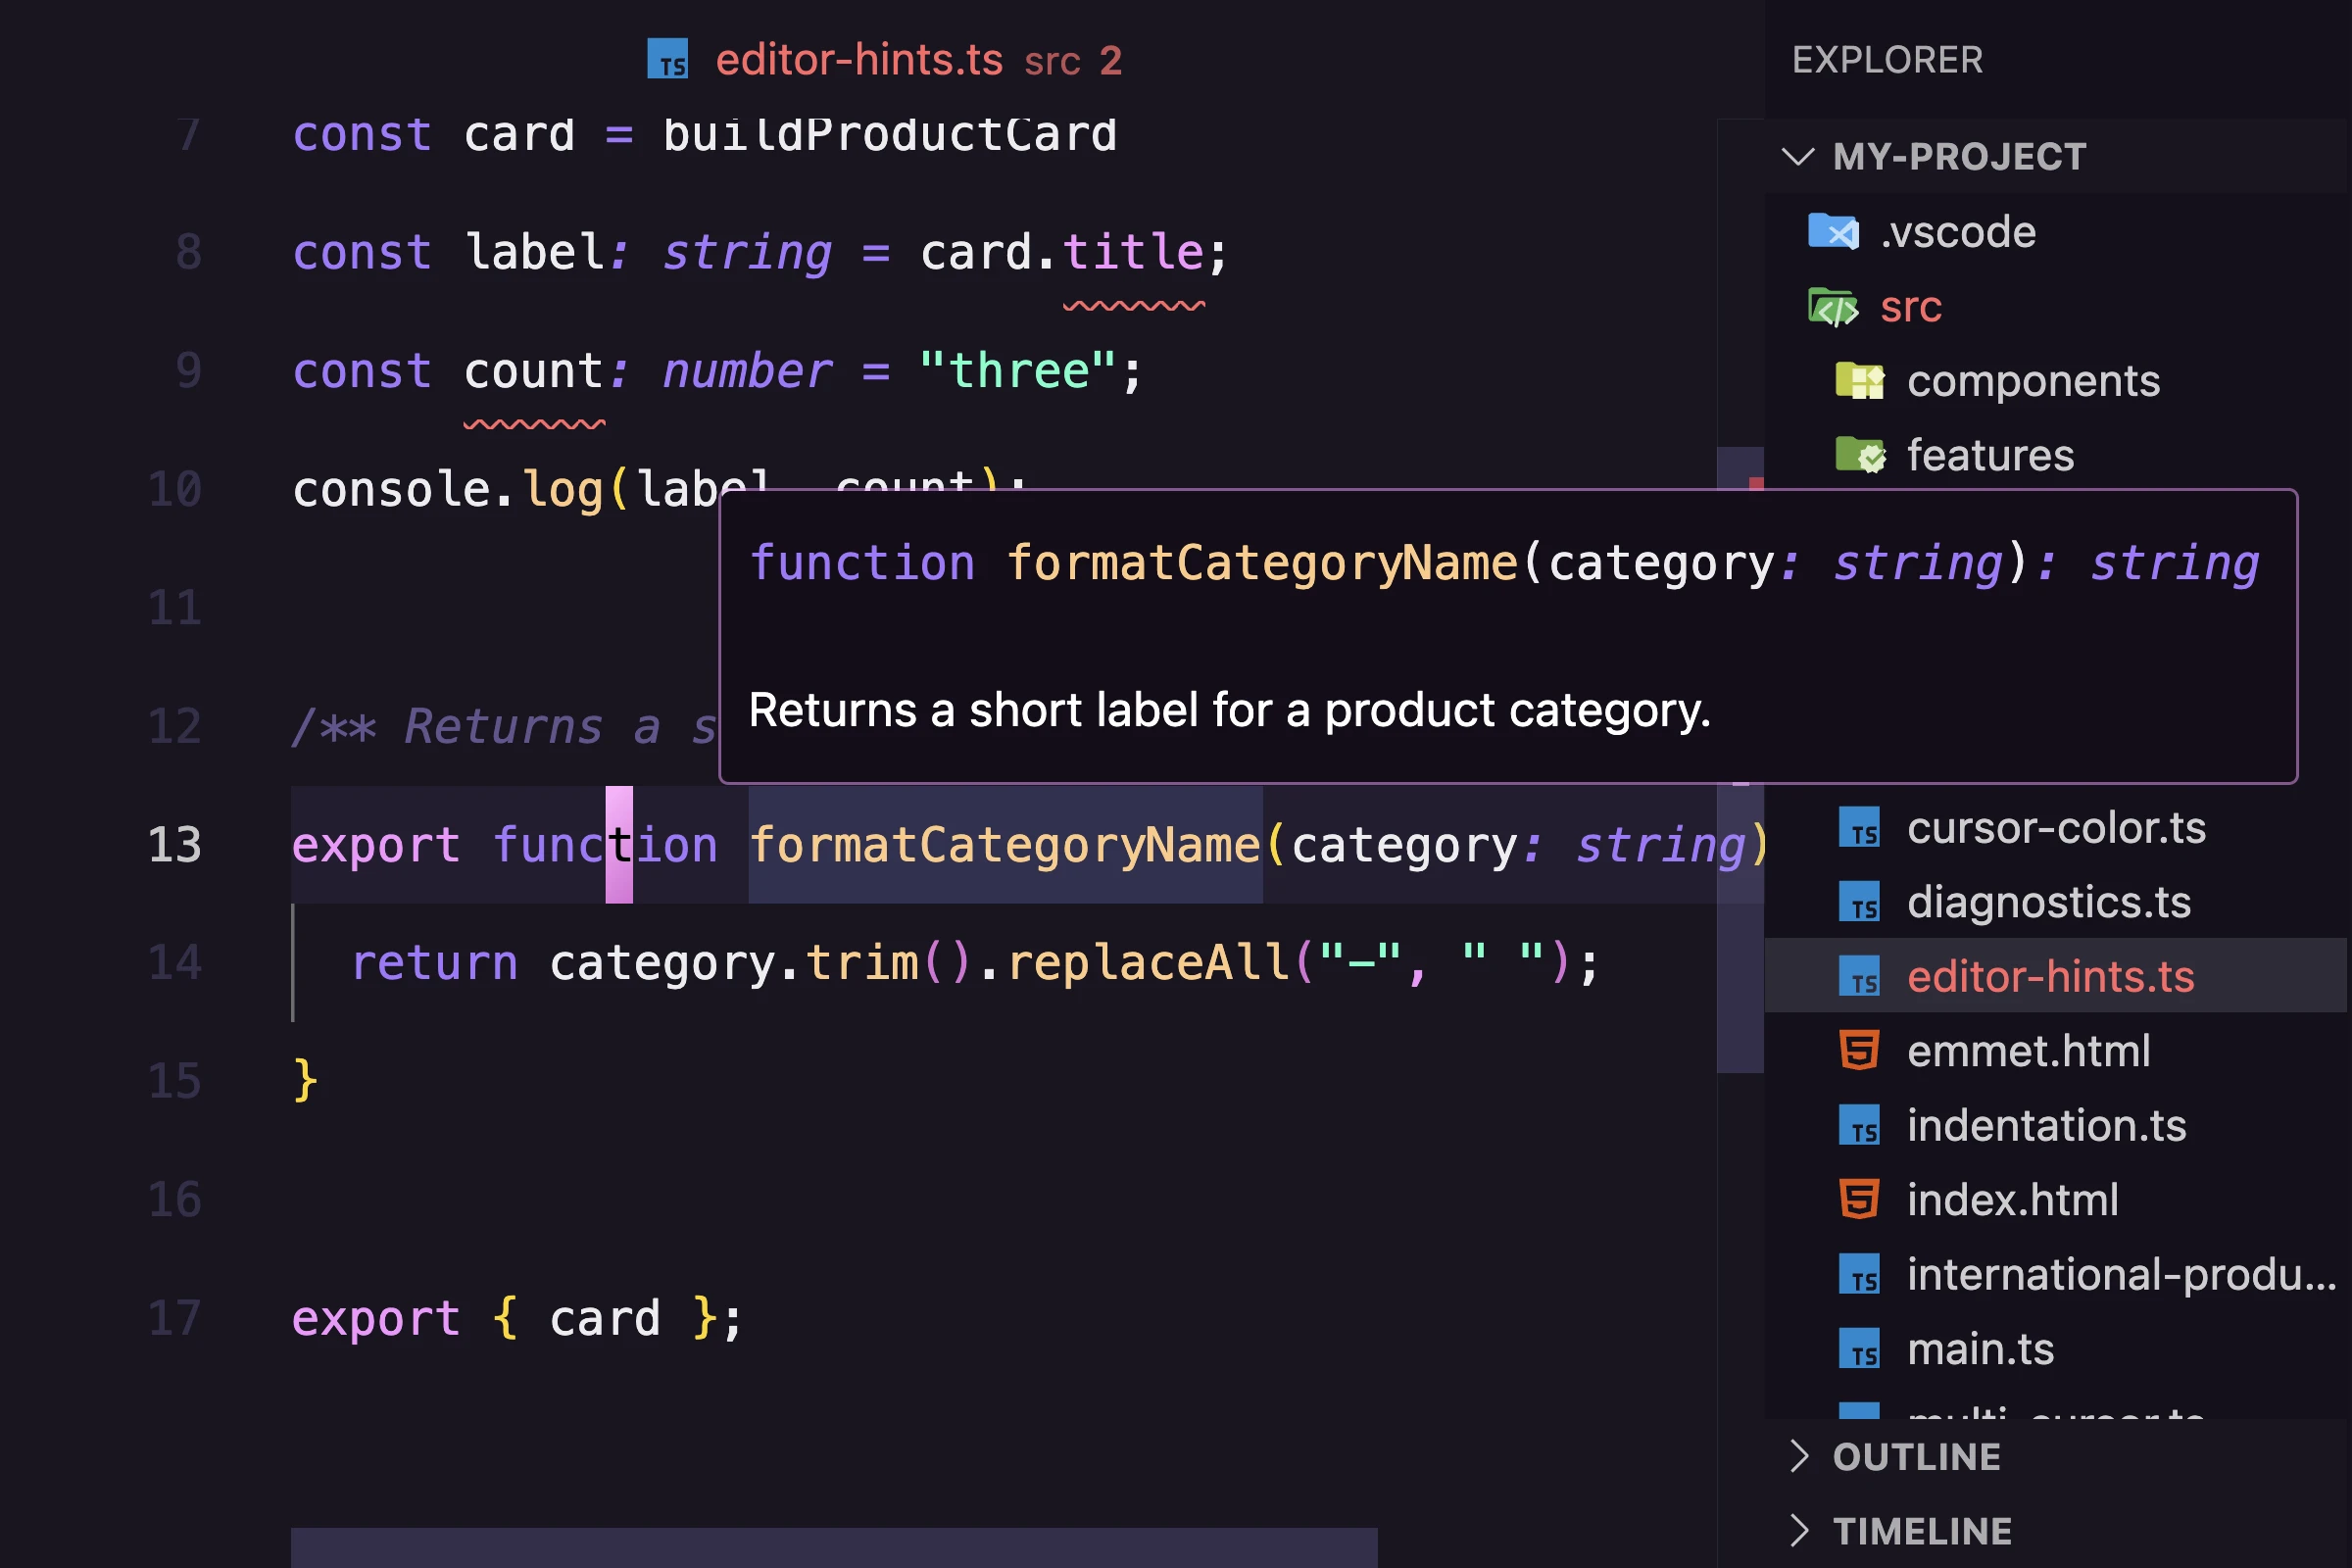 editor-hints.ts src 2
7 const card = buildProductCard
8 const label: string = card.title;
9 const count: number = "three";
10 console.log(label, count);
function formatCategoryName(category: string): string
Returns a short label for a product category.
11
12 /** Returns a s
13 export function formatCategoryName(category: string)
14 return category.trim().replaceAll("-", " ");
15 }
16
17 export { card };
EXPLORER
MY-PROJECT
.vscode
src
components
features
cursor-color.ts
diagnostics.ts
editor-hints.ts
emmet.html
indentation.ts
index.html
international-produ...
main.ts
multi-cursor.ts
OUTLINE
TIMELINE